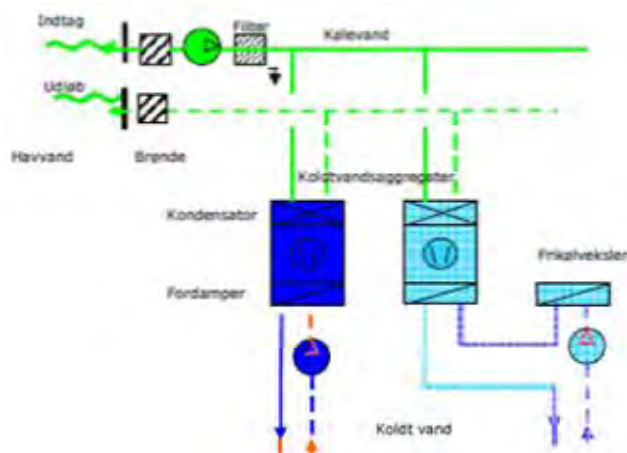 Indtag
Filter
Kølevand
Udløb
Havvand
Brønde
Koldtvandsaggregater
Kondensator
Frikølveksler
Fordamper
Koldt vand